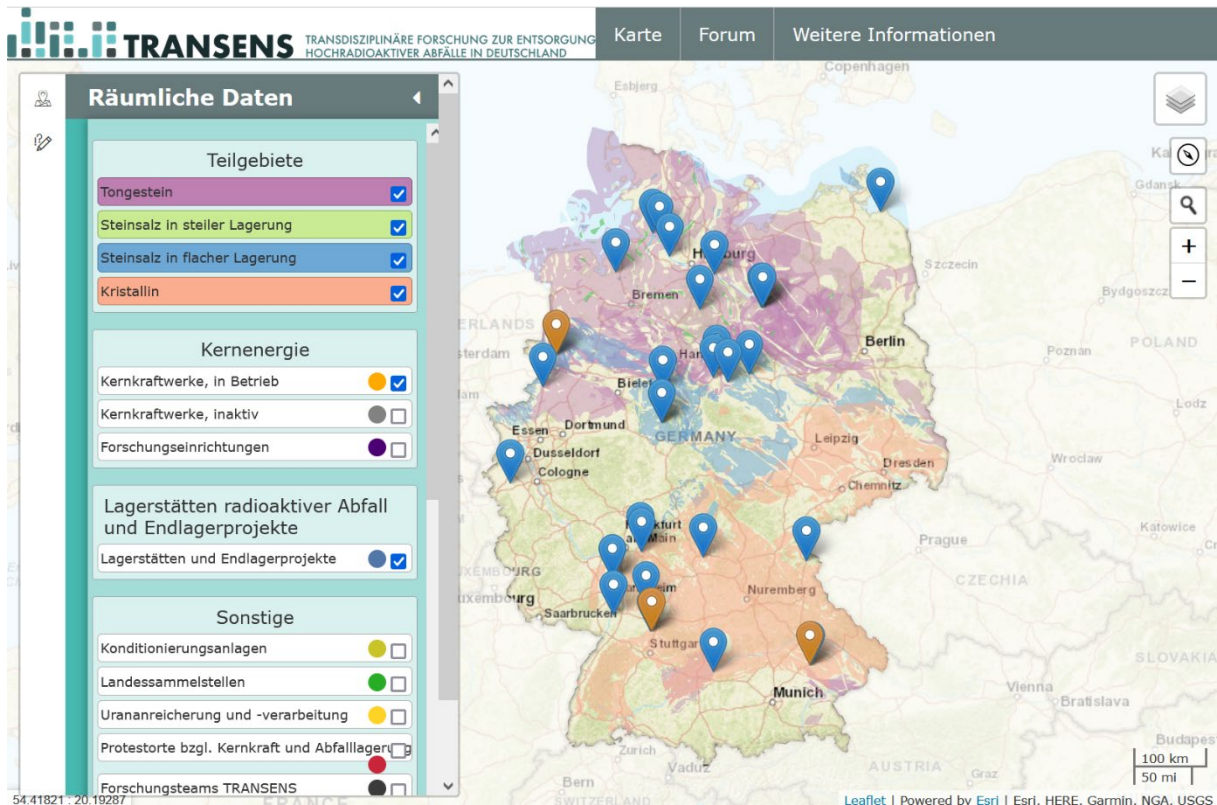 TRANSENS
TRANSDISZIPLINÄRE FORSCHUNG ZUR ENTSORGUNG
HOCHRADIOAKTIVER ABFÄLLE IN DEUTSCHLAND
Karte
Forum
Weitere Informationen
Räumliche Daten
Teilgebiete
Tongestein
Steinsalz in steiler Lagerung
Steinsalz in flacher Lagerung
Kristallin
Kernenergie
Kernkraftwerke, in Betrieb
Kernkraftwerke, inaktiv
Forschungseinrichtungen
Lagerstätten radioaktiver Abfall
und Endlagerprojekte
Lagerstätten und Endlagerprojekte
Sonstige
Konditionierungsanlagen
Landessammelstellen
Urananreicherung und -verarbeitung
Protestorte bzgl. Kernkraft und Abfalllagerung
Forschungsteams TRANSENS
54.41821 : 20.19287
Copenhagen
Esbjerg
Gdansk
Szczecin
Bremen
Bydgoszcz
Berlin
Poznan
POLAND
Lodz
Essen
Dortmund
GERMANY
Leipzig
Dusseldorf
Cologne
Dresden
Wroclaw
Chemnitz
Katowice
Prague
CZECHIA
Nuremberg
Saarbrucken
SLOVAKIA
Munich
Vienna
Bratislava
Budapes
Zurich
Vaduz
AUSTRIA
Graz
Bern
SWITZERLAND
FRANCE
100 km
50 mi
+
−
Leaflet | Powered by Esri | Esri, HERE, Garmin, NGA, USGS